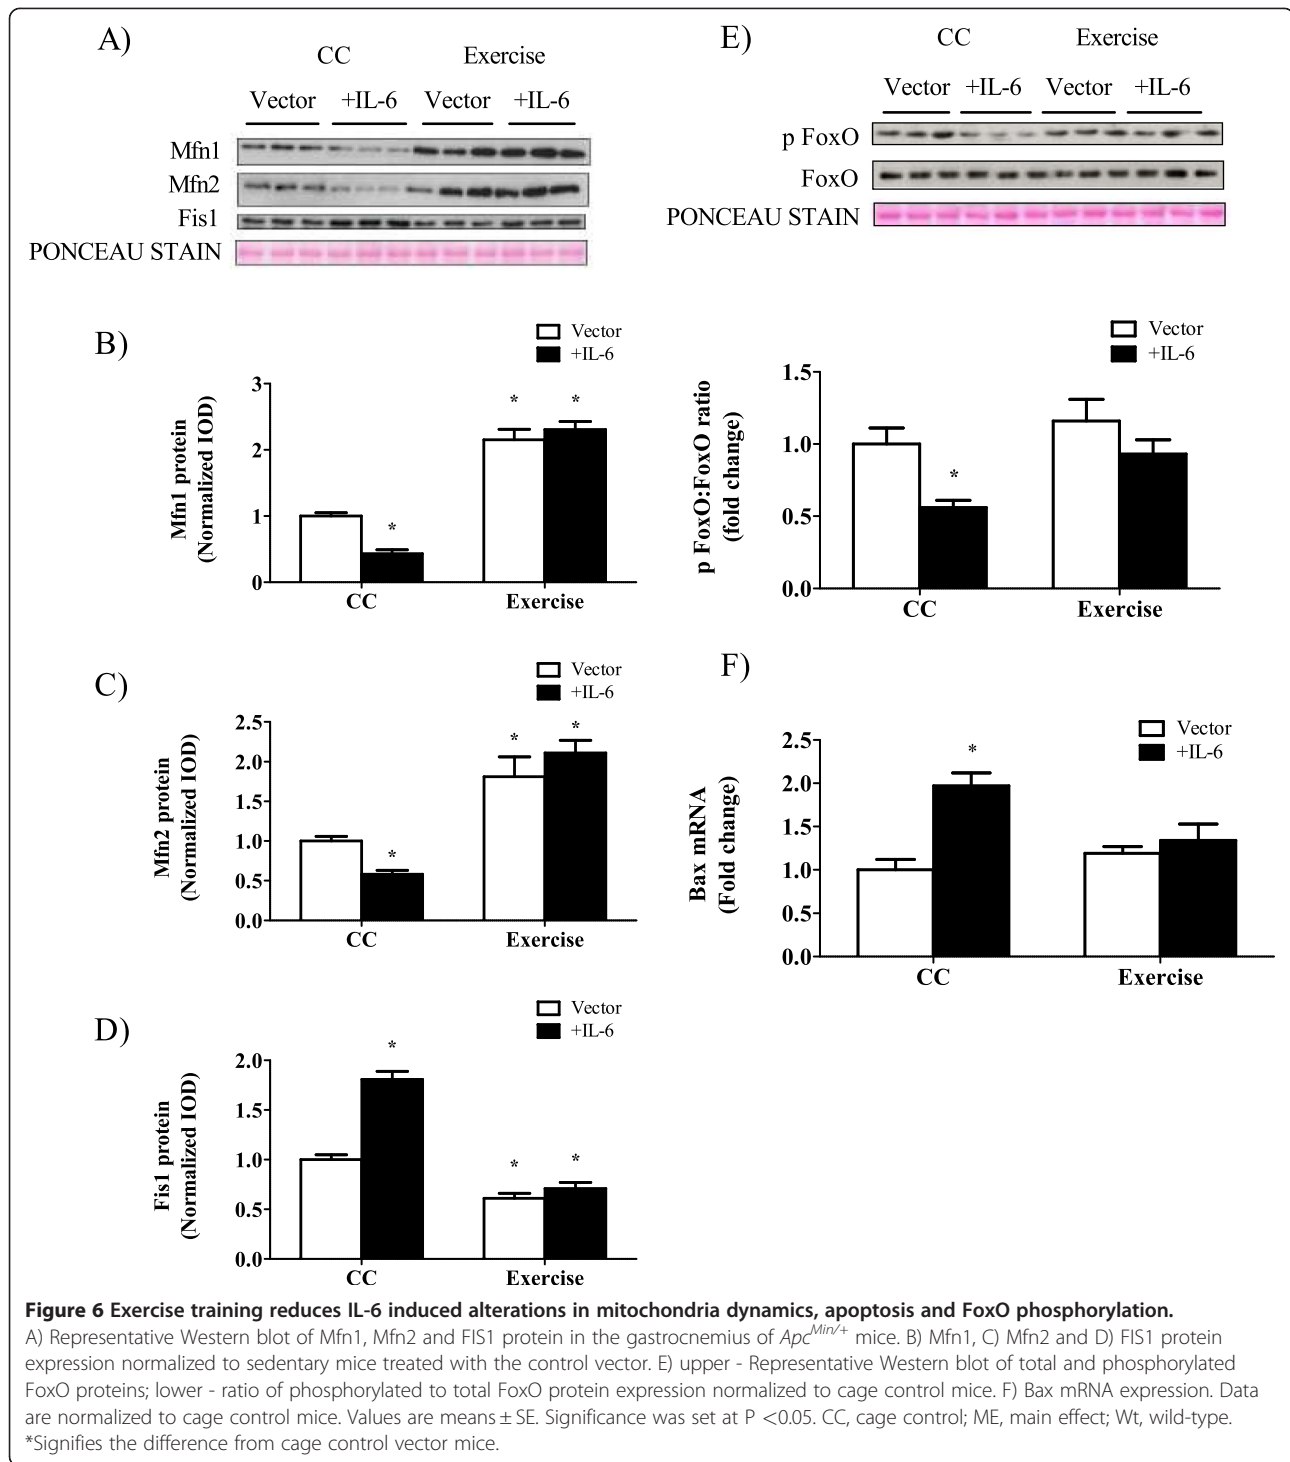 A)
CC Exercise
Vector +IL-6 Vector +IL-6
Mfn1
Mfn2
Fis1
PONCEAU STAIN
B)
Vector
+IL-6
Mfn1 protein
(Normalized IOD)
3
2
1
0
* * *
CC Exercise
C)
Vector
+IL-6
Mfn2 protein
(Normalized IOD)
2.5
2.0
1.5
1.0
0.5
0.0
* * *
CC Exercise
D)
Vector
+IL-6
Fis1 protein
(Normalized IOD)
2.0
1.5
1.0
0.5
0.0
* * *
CC Exercise
E)
CC Exercise
Vector +IL-6 Vector +IL-6
p FoxO
FoxO
PONCEAU STAIN
Vector
+IL-6
p FoxO:FoxO ratio
(fold change)
1.5
1.0
0.5
0.0
*
CC Exercise
F)
Vector
+IL-6
Bax mRNA
(Fold change)
2.5
2.0
1.5
1.0
0.5
0.0
*
CC Exercise
Figure 6 Exercise training reduces IL-6 induced alterations in mitochondria dynamics, apoptosis and FoxO phosphorylation.
A) Representative Western blot of Mfn1, Mfn2 and FIS1 protein in the gastrocnemius of Apc^Min/+ mice. B) Mfn1, C) Mfn2 and D) FIS1 protein
expression normalized to sedentary mice treated with the control vector. E) upper - Representative Western blot of total and phosphorylated
FoxO proteins; lower - ratio of phosphorylated to total FoxO protein expression normalized to cage control mice. F) Bax mRNA expression. Data
are normalized to cage control mice. Values are means ± SE. Significance was set at P <0.05. CC, cage control; ME, main effect; Wt, wild-type.
*Signifies the difference from cage control vector mice.